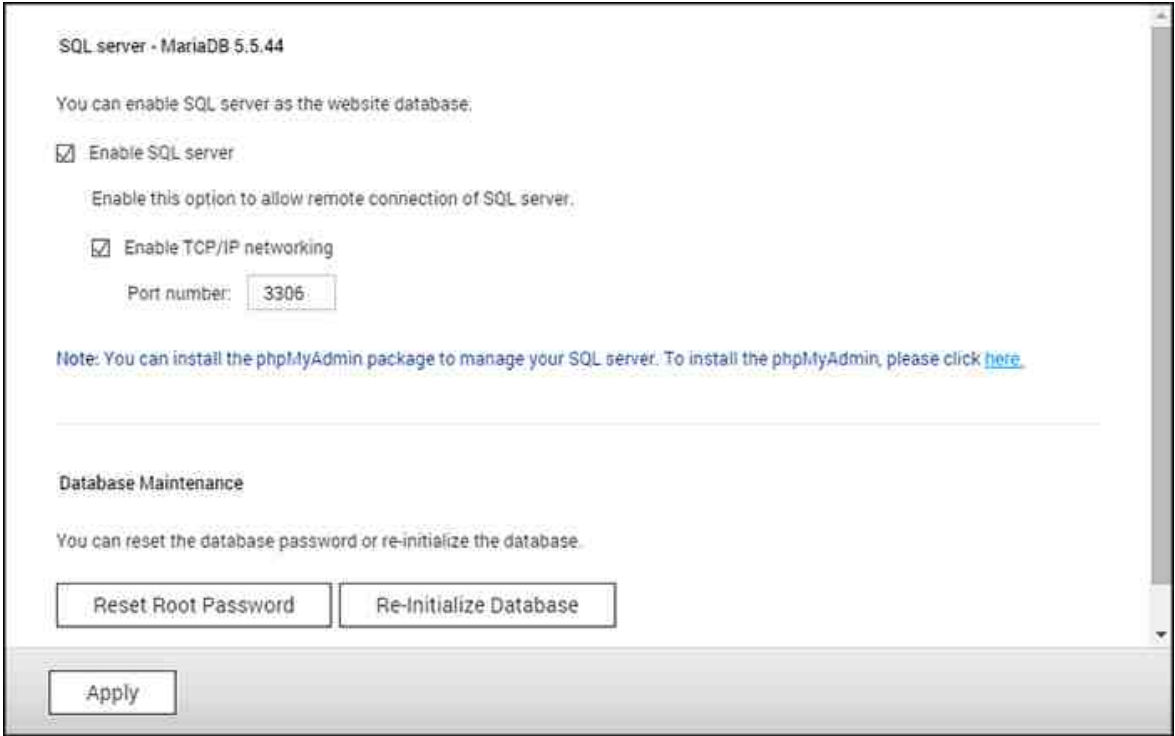 SQL server - MariaDB 5.5.44
You can enable SQL server as the website database.
Enable SQL server
Enable this option to allow remote connection of SQL server.
Enable TCP/IP networking
Port number: 3306
Note: You can install the phpMyAdmin package to manage your SQL server. To install the phpMyAdmin, please click here.
Database Maintenance
You can reset the database password or re-initialize the database.
Reset Root Password Re-Initialize Database
Apply